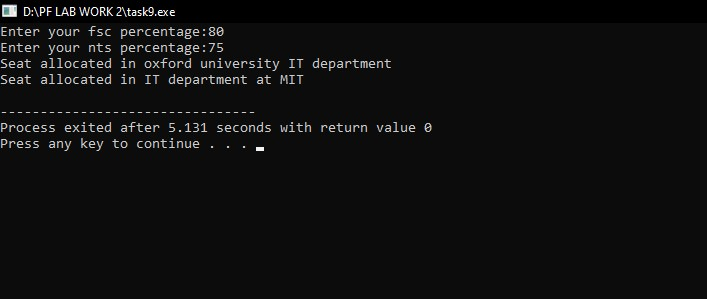 D:\PF LAB WORK 2\task9.exe
Enter your fsc percentage:80
Enter your nts percentage:75
Seat allocated in oxford university IT department
Seat allocated in IT department at MIT
--------------------------------
Process exited after 5.131 seconds with return value 0
Press any key to continue . . .